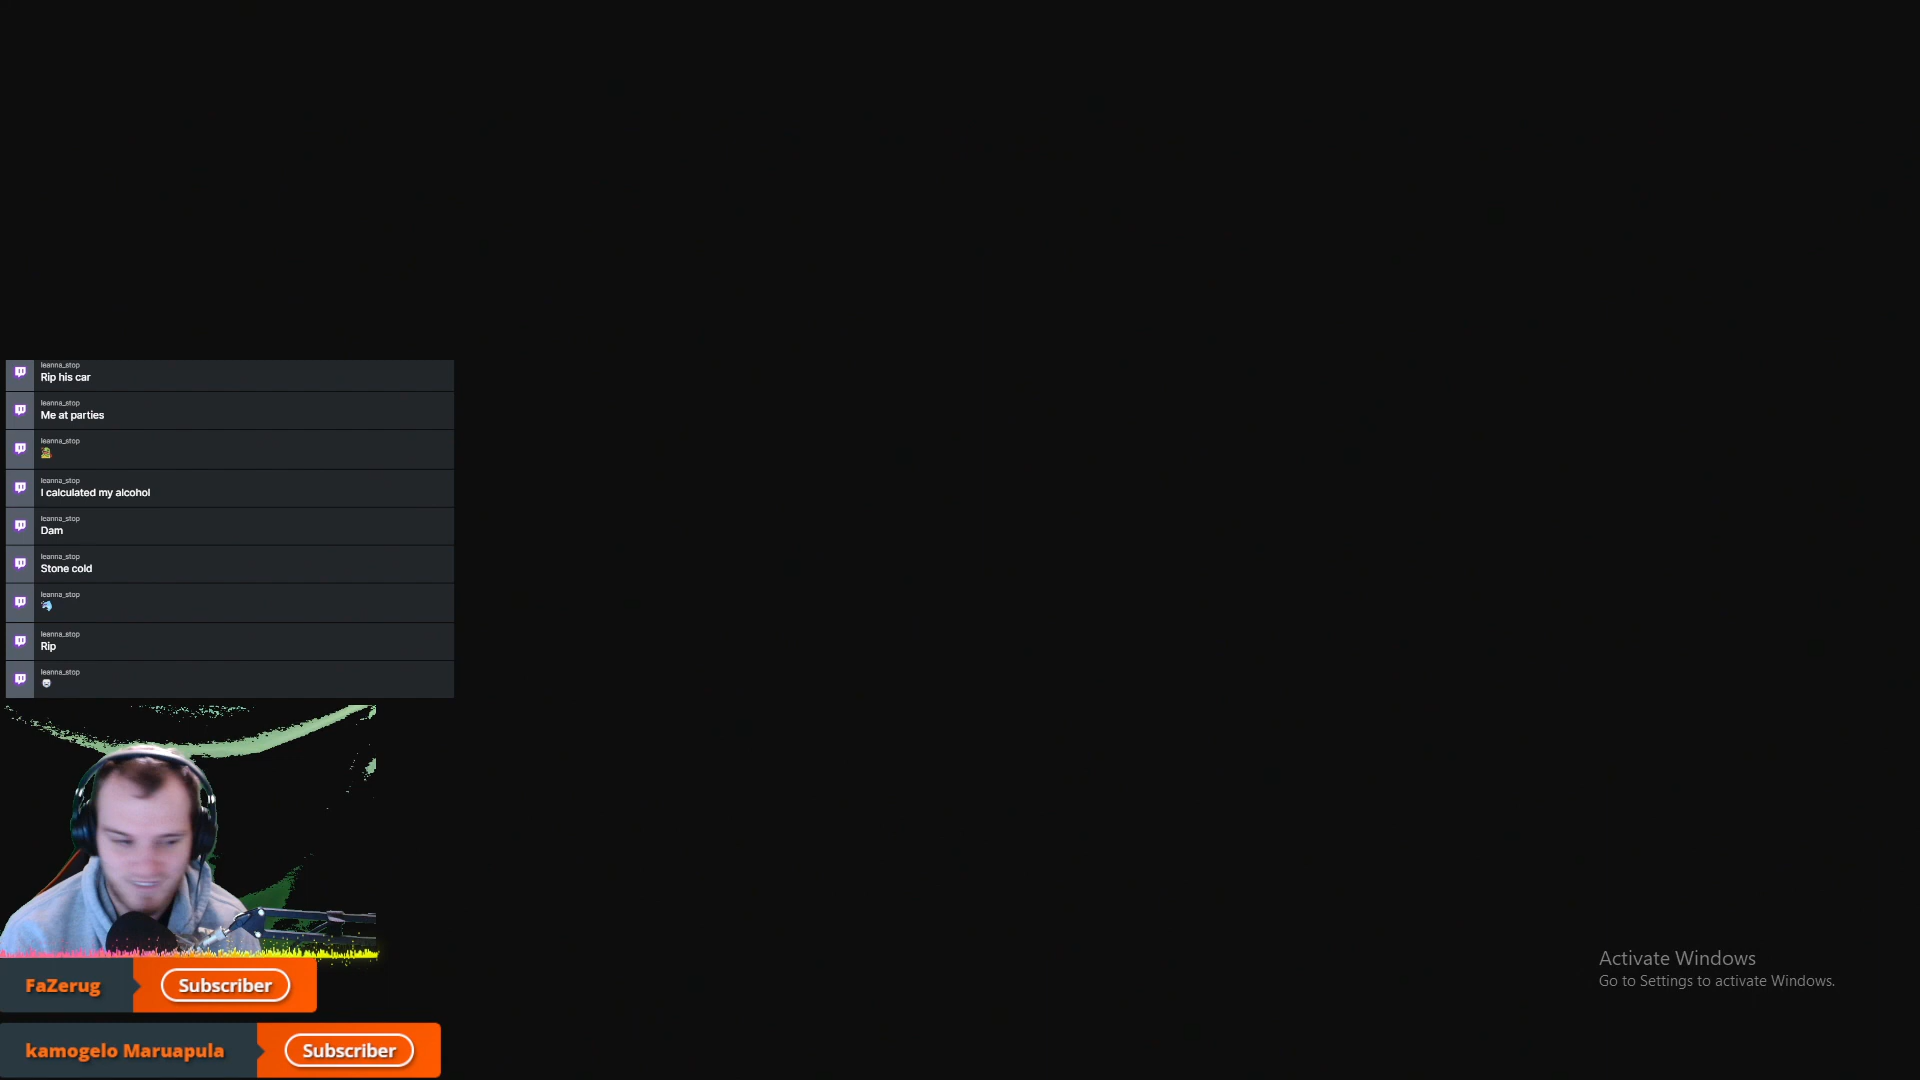 leanna_stop
Rip his car
leanna_stop
Me at parties
leanna_stop
leanna_stop
I calculated my alcohol
leanna_stop
Dam
leanna_stop
Stone cold
leanna_stop
leanna_stop
Rip
leanna_stop
FaZerug
Subscriber
kamogelo Maruapula
Subscriber
Activate Windows
Go to Settings to activate Windows.